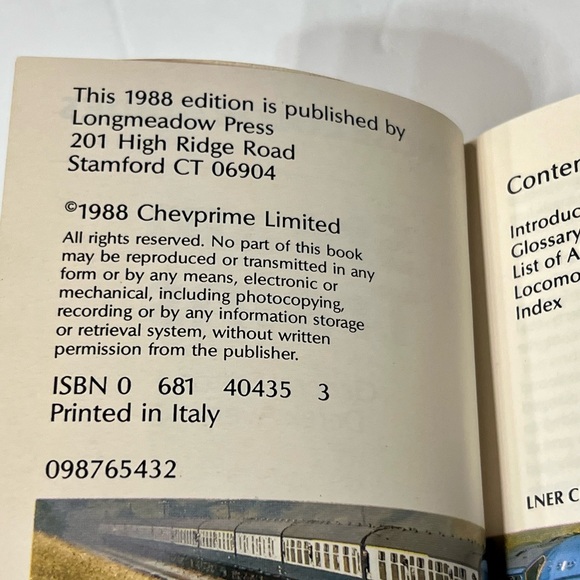 This 1988 edition is published by
Longmeadow Press
201 High Ridge Road
Stamford CT 06904
©1988 Chevprime Limited
All rights reserved. No part of this book
may be reproduced or transmitted in any
form or by any means, electronic or
mechanical, including photocopying,
recording or by any information storage
or retrieval system, without written
permission from the publisher.
ISBN 0 681 40435 3
Printed in Italy
098765432
Conten
Introduc
Glossary
List of A
Locomo
Index
LNER C